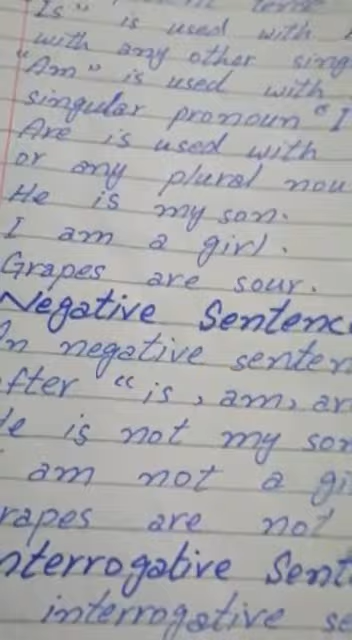 "Is" is used with
with any other sing
"Am" is used with
singular pronoun "I
Are is used with
or any plural nou
He is my son.
I am a girl.
Grapes are sour.
Negative Sentenc
In negative senten
fter "is, am, ar
He is not my son
I am not a gi
rapes are not
nterrogative Sent
interrogative se